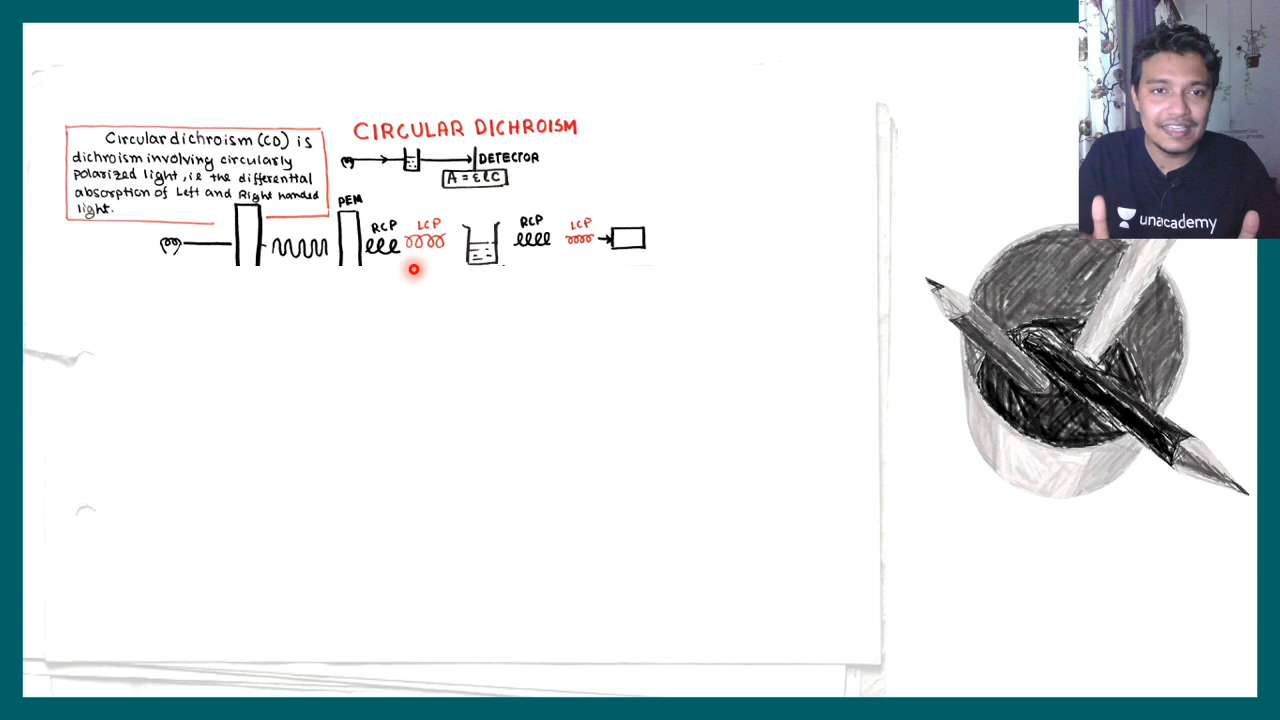 CIRCULAR DICHROISM
Circular dichroism (CD) is
dichroism involving circularly
polarized light, i.e the differential
absorption of Left and Right handed
light.
DETECTOR
A = εlC
PEM
RCP LCP
RCP LCP
unacademy